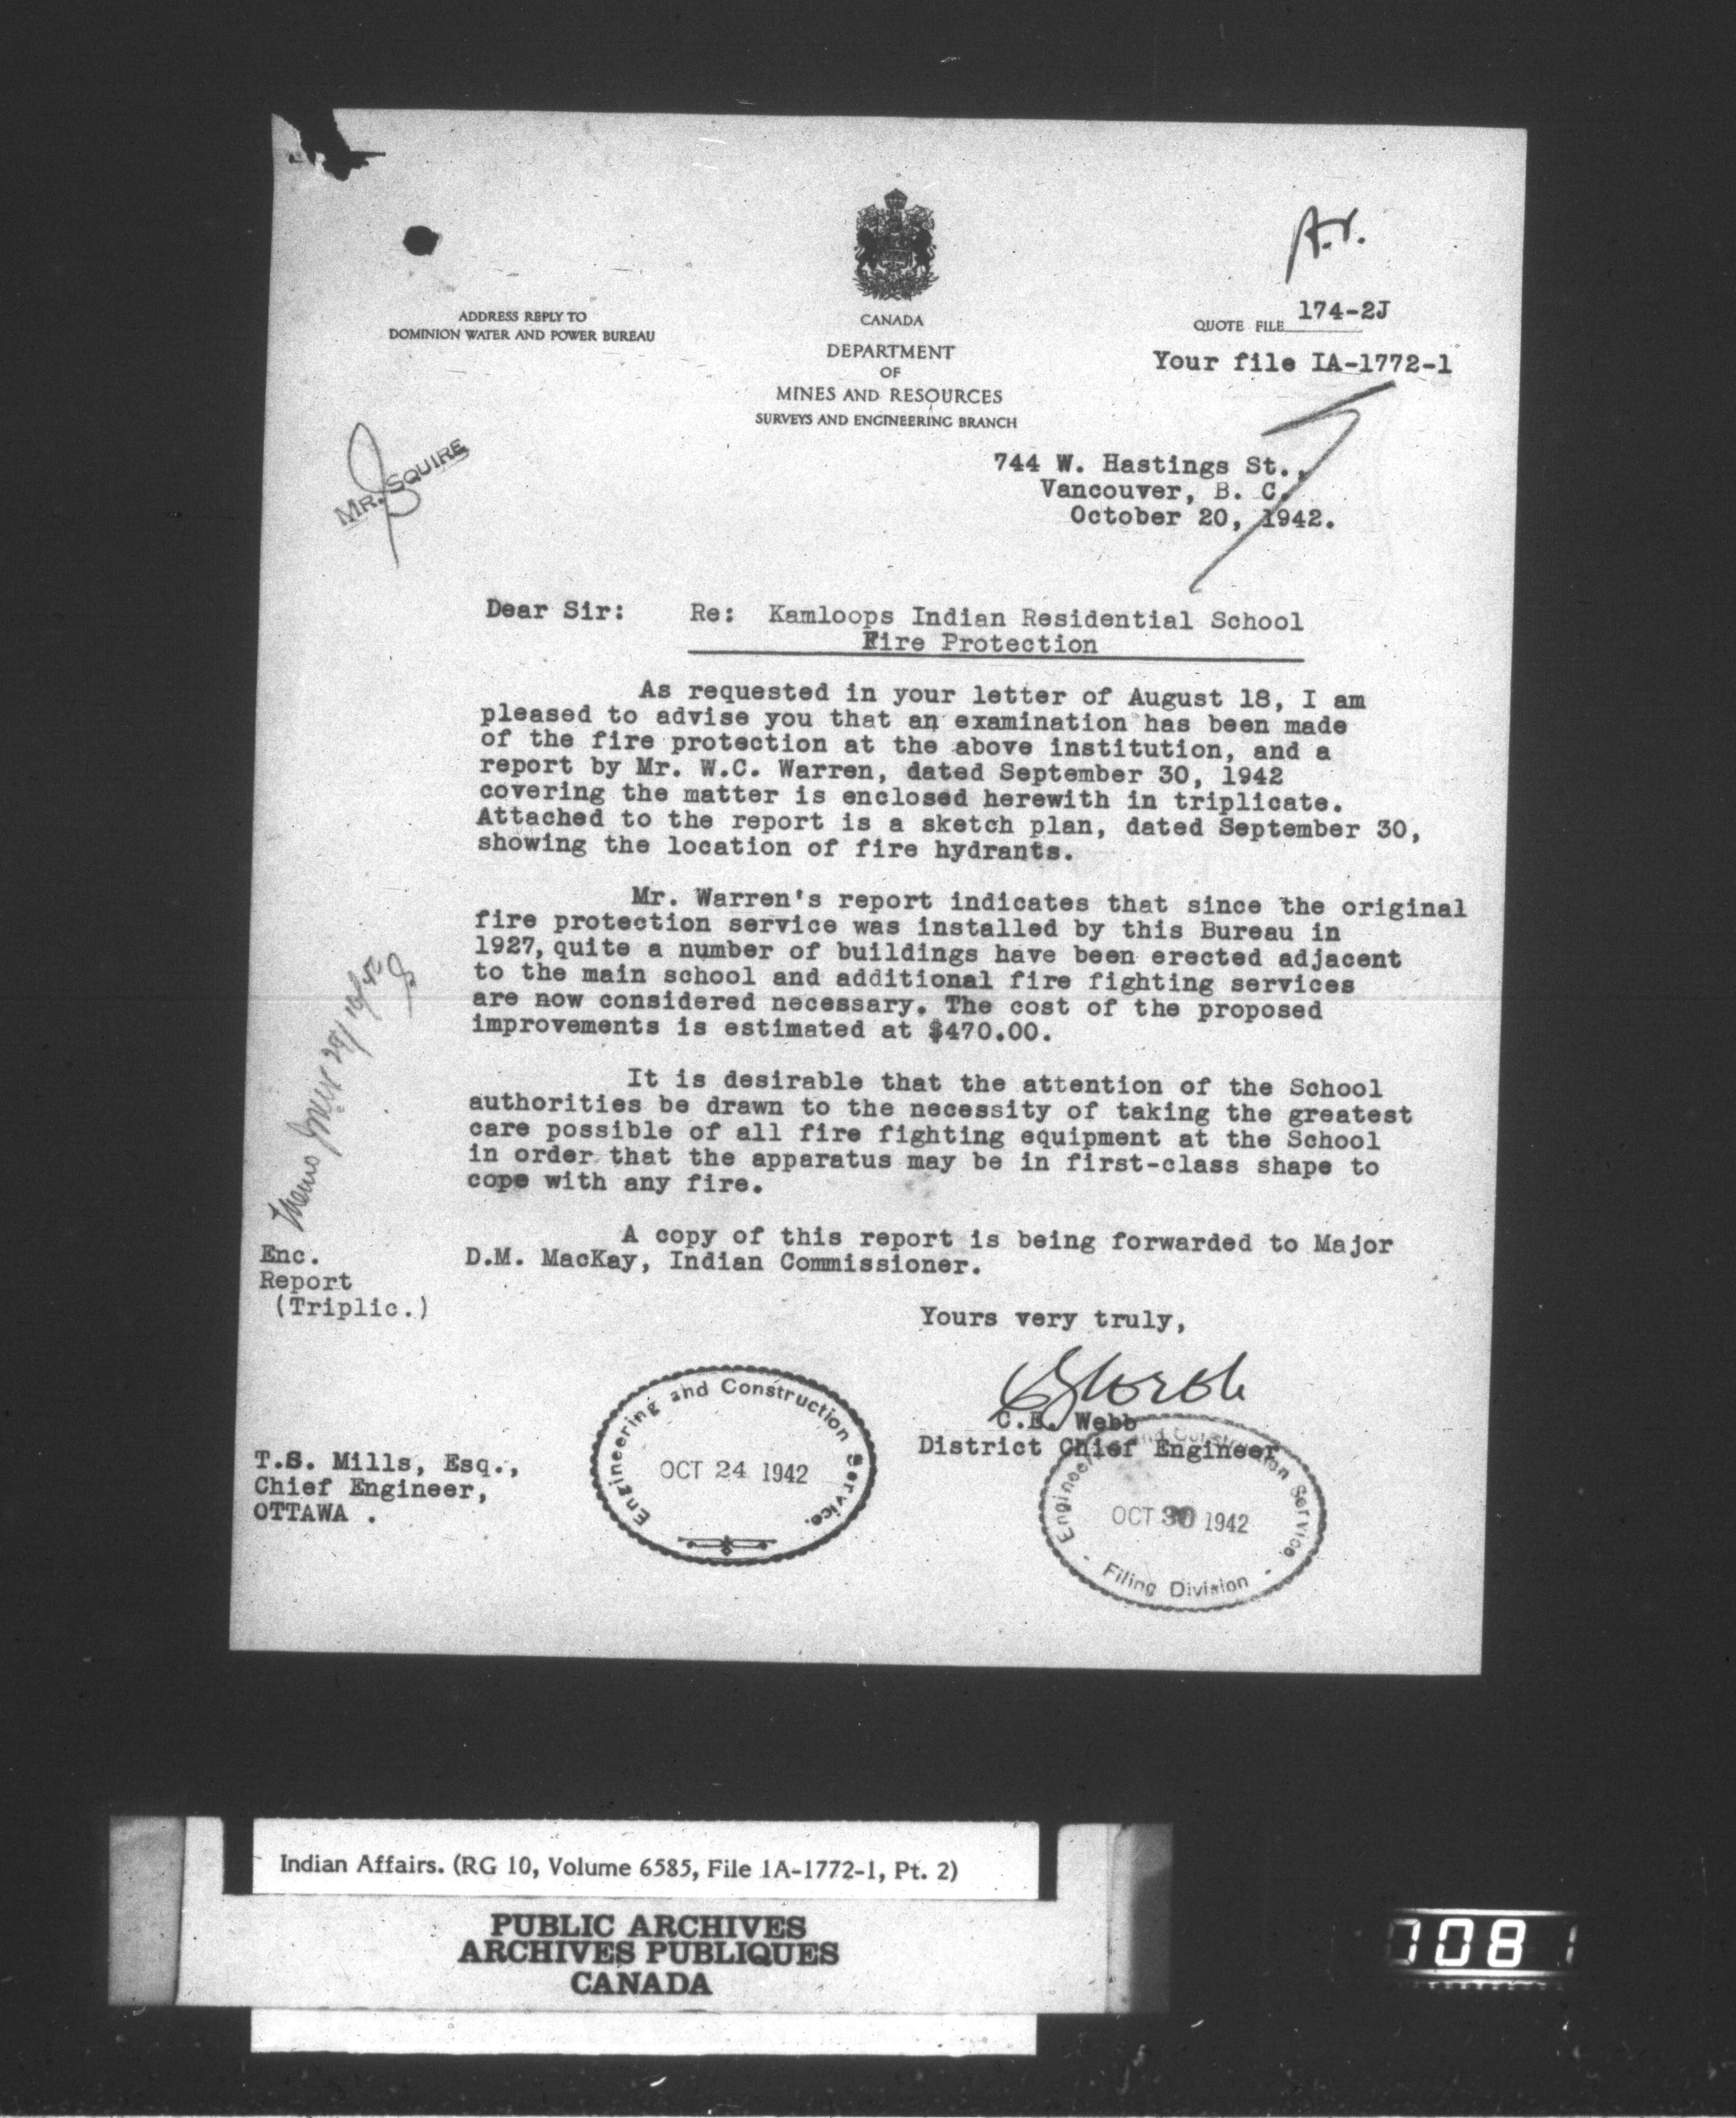 A.Y.
ADDRESS REPLY TO
DOMINION WATER AND POWER BUREAU
CANADA
DEPARTMENT
OF
MINES AND RESOURCES
SURVEYS AND ENGINEERING BRANCH
QUOTE FILE 174-2J
Your file IA-1772-1
MR. SQUIRE
744 W. Hastings St.,
Vancouver, B. C.
October 20, 1942.
Dear Sir: Re: Kamloops Indian Residential School
Fire Protection
As requested in your letter of August 18, I am
pleased to advise you that an examination has been made
of the fire protection at the above institution, and a
report by Mr. W.C. Warren, dated September 30, 1942
covering the matter is enclosed herewith in triplicate.
Attached to the report is a sketch plan, dated September 30,
showing the location of fire hydrants.
Mr. Warren's report indicates that since the original
fire protection service was installed by this Bureau in
1927, quite a number of buildings have been erected adjacent
to the main school and additional fire fighting services
are now considered necessary. The cost of the proposed
improvements is estimated at $470.00.
It is desirable that the attention of the School
authorities be drawn to the necessity of taking the greatest
care possible of all fire fighting equipment at the School
in order that the apparatus may be in first-class shape to
cope with any fire.
A copy of this report is being forwarded to Major
D.M. MacKay, Indian Commissioner.
Memo
Enc.
Report
(Triplic.)
Yours very truly,
C.E. Webb
District Chief Engineer
T.S. Mills, Esq.,
Chief Engineer,
OTTAWA .
Engineering and Construction Service.
OCT 24 1942
Engineering and Construction Service
OCT 30 1942
- Filing Division -
Indian Affairs. (RG 10, Volume 6585, File 1A-1772-1, Pt. 2)
PUBLIC ARCHIVES
ARCHIVES PUBLIQUES
CANADA